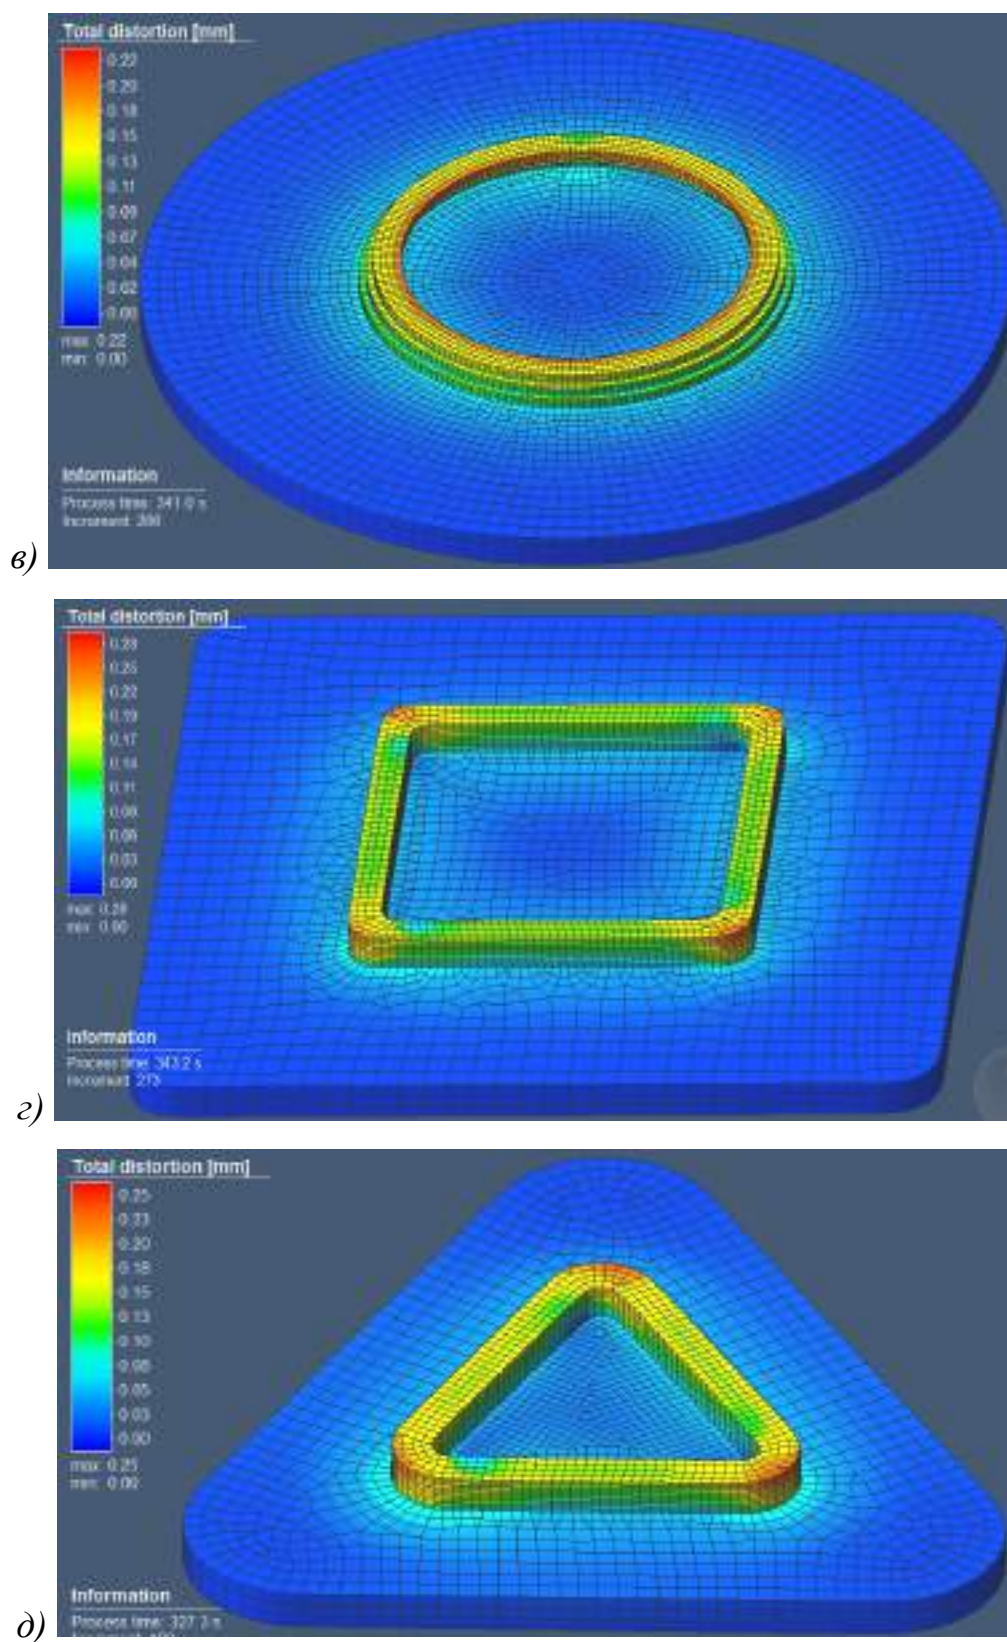 Total distortion [mm]
0.22
0.20
0.18
0.15
0.13
0.11
0.09
0.07
0.04
0.02
0.00
max: 0.22
min: 0.00
Information
Process time: 341.0 s
Increment:
в)
Total distortion [mm]
0.28
0.25
0.22
0.19
0.17
0.14
0.11
0.08
0.06
0.03
0.00
max: 0.28
min: 0.00
Information
Process time: 343.2 s
Increment: 273
г)
Total distortion [mm]
0.25
0.23
0.20
0.18
0.15
0.13
0.10
0.08
0.05
0.03
0.00
max: 0.25
min: 0.00
Information
Process time: 327.3 s
д)